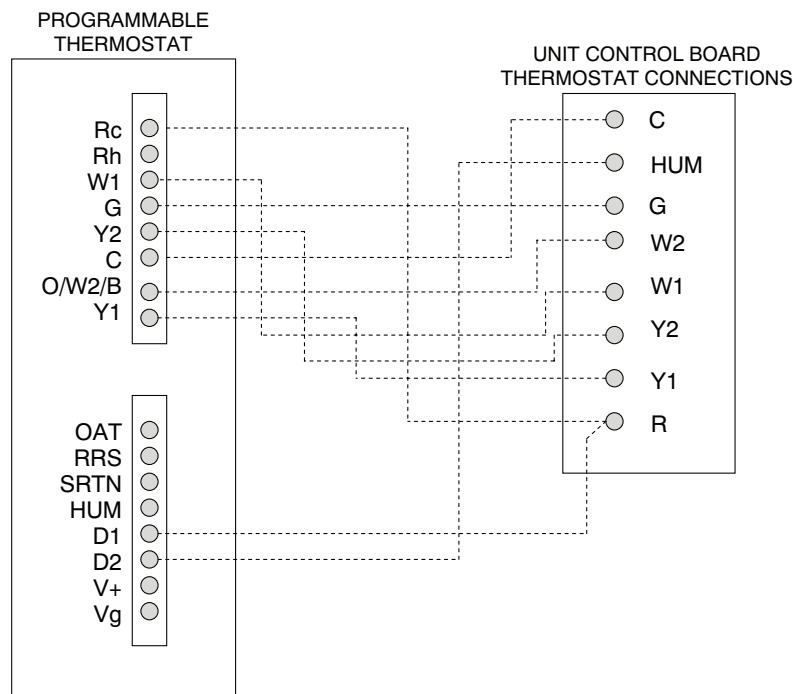 PROGRAMMABLE
THERMOSTAT
Rc
Rh
W1
G
Y2
C
O/W2/B
Y1
OAT
RRS
SRTN
HUM
D1
D2
V+
Vg
UNIT CONTROL BOARD
THERMOSTAT CONNECTIONS
C
HUM
G
W2
W1
Y2
Y1
R